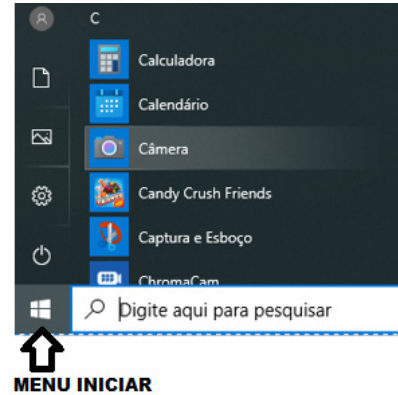 C
Calculadora
Calendário
Câmera
Candy Crush Friends
Captura e Esboço
ChromaCam
Digite aqui para pesquisar
MENU INICIAR